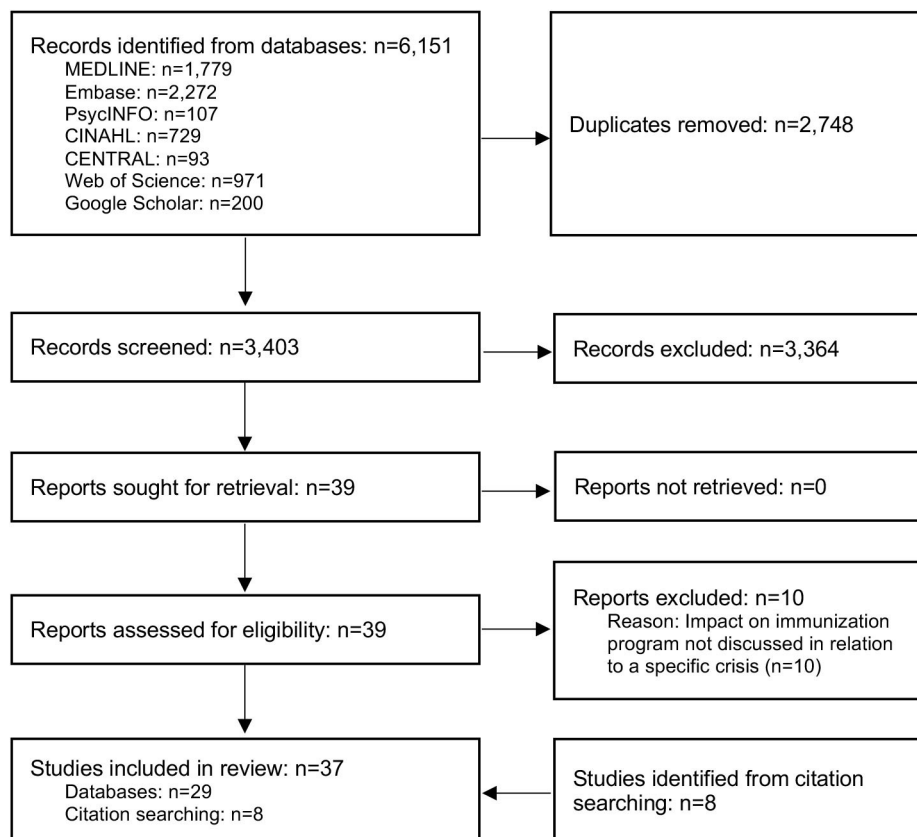 Records identified from databases: n=6,151
MEDLINE: n=1,779
Embase: n=2,272
PsycINFO: n=107
CINAHL: n=729
CENTRAL: n=93
Web of Science: n=971
Google Scholar: n=200
Duplicates removed: n=2,748
Records screened: n=3,403
Records excluded: n=3,364
Reports sought for retrieval: n=39
Reports not retrieved: n=0
Reports assessed for eligibility: n=39
Reports excluded: n=10
Reason: Impact on immunization
program not discussed in relation
to a specific crisis (n=10)
Studies included in review: n=37
Databases: n=29
Citation searching: n=8
Studies identified from citation
searching: n=8